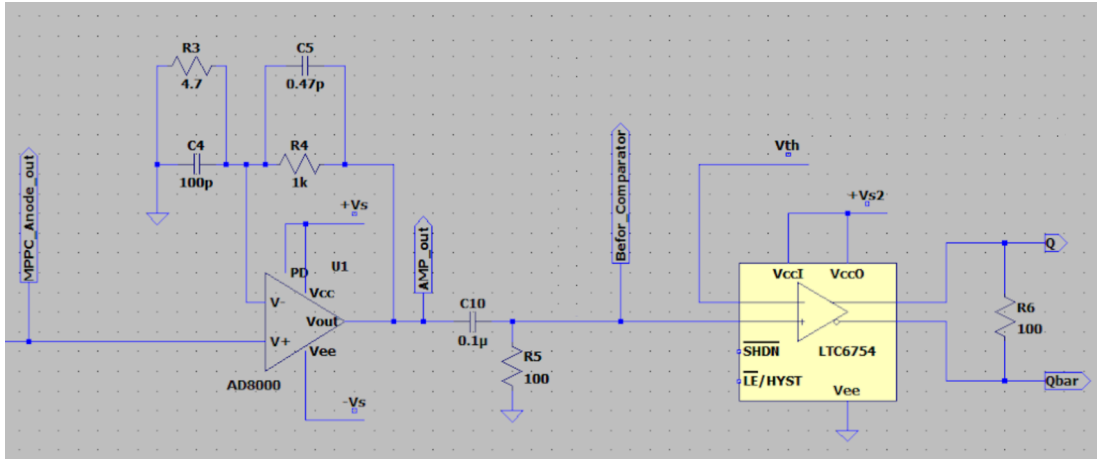 R3
4.7
C5
0.47p
C4
100p
R4
1k
MPPC_Anode_out
+Vs
PD
U1
Vcc
V-
Vout
V+
Vee
AD8000
-Vs
AMP_out
C10
0.1µ
R5
100
Befor_Comparator
Vth
+Vs2
VccI
VccO
SHDN
LTC6754
LE/HYST
Vee
Q
R6
100
Qbar